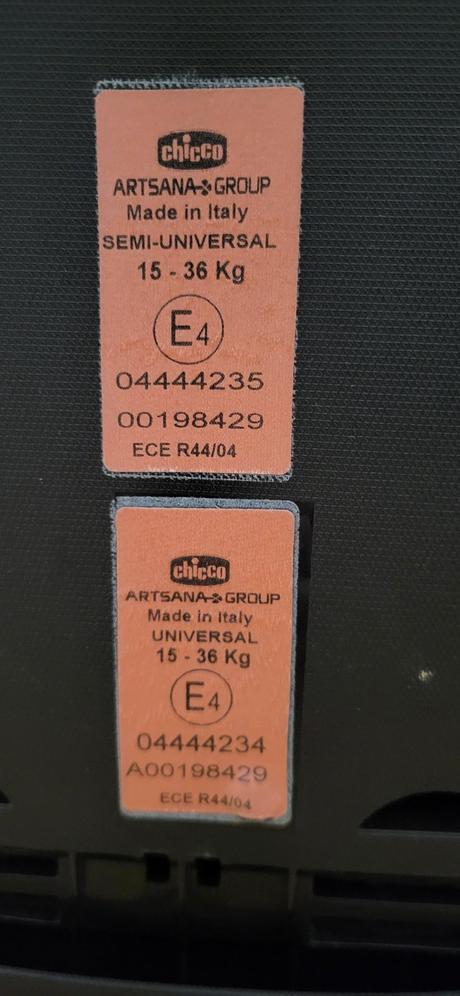 chicco
ARTSANA GROUP
Made in Italy
SEMI-UNIVERSAL
15 - 36 Kg
E4
04444235
00198429
ECE R44/04
chicco
ARTSANA GROUP
Made in Italy
UNIVERSAL
15 - 36 Kg
E4
04444234
A00198429
ECE R44/04